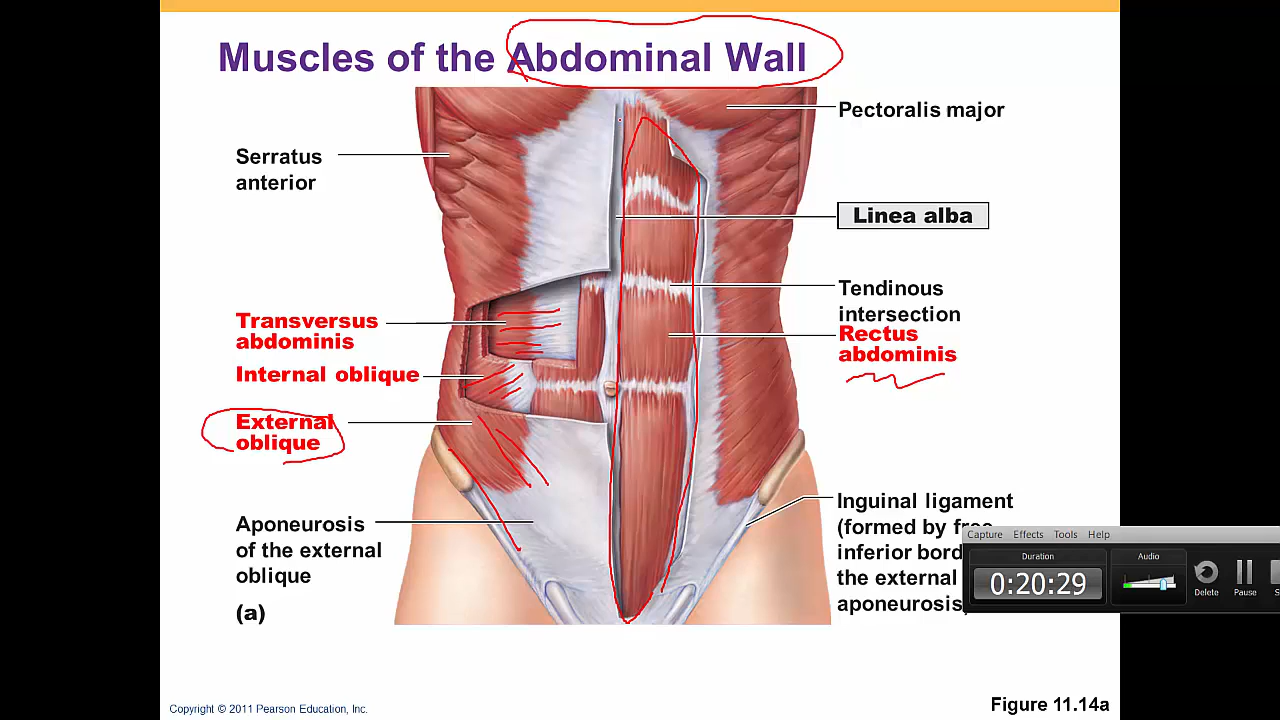 Muscles of the Abdominal Wall
Pectoralis major
Serratus
anterior
Linea alba
Tendinous
intersection
Transversus
abdominis
Rectus
abdominis
Internal oblique
External
oblique
Inguinal ligament
(formed by free
inferior bord
the external
aponeurosis
Aponeurosis
of the external
oblique
(a)
Capture Effects Tools Help
Duration
Audio
0:20:29
Delete
Pause
Copyright © 2011 Pearson Education, Inc.
Figure 11.14a